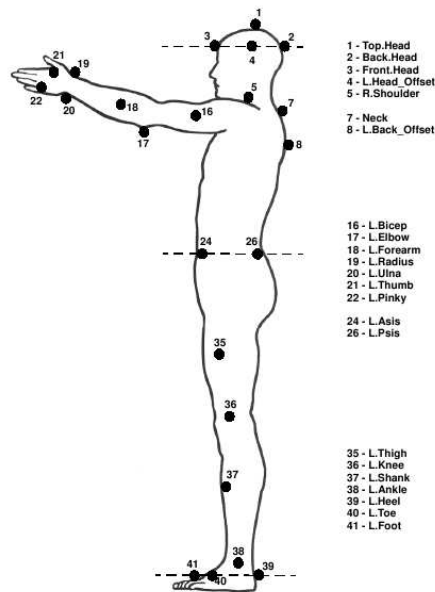 1
3
2
4
21
19
5
22
20
18
16
7
17
8
24
26
35
36
37
38
41
40
39
1 - Top.Head
2 - Back.Head
3 - Front.Head
4 - L.Head_Offset
5 - R.Shoulder
7 - Neck
8 - L.Back_Offset
16 - L.Bicep
17 - L.Elbow
18 - L.Forearm
19 - L.Radius
20 - L.Ulna
21 - L.Thumb
22 - L.Pinky
24 - L.Asis
26 - L.Psis
35 - L.Thigh
36 - L.Knee
37 - L.Shank
38 - L.Ankle
39 - L.Heel
40 - L.Toe
41 - L.Foot